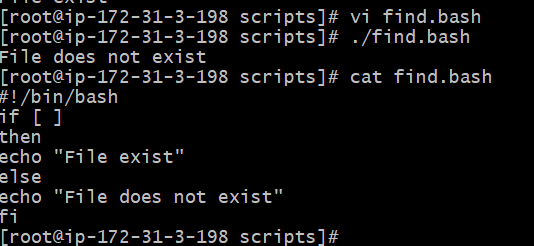 [root@ip-172-31-3-198 scripts]# vi find.bash
[root@ip-172-31-3-198 scripts]# ./find.bash
File does not exist
[root@ip-172-31-3-198 scripts]# cat find.bash
#!/bin/bash
if [ ]
then
echo "File exist"
else
echo "File does not exist"
fi
[root@ip-172-31-3-198 scripts]#